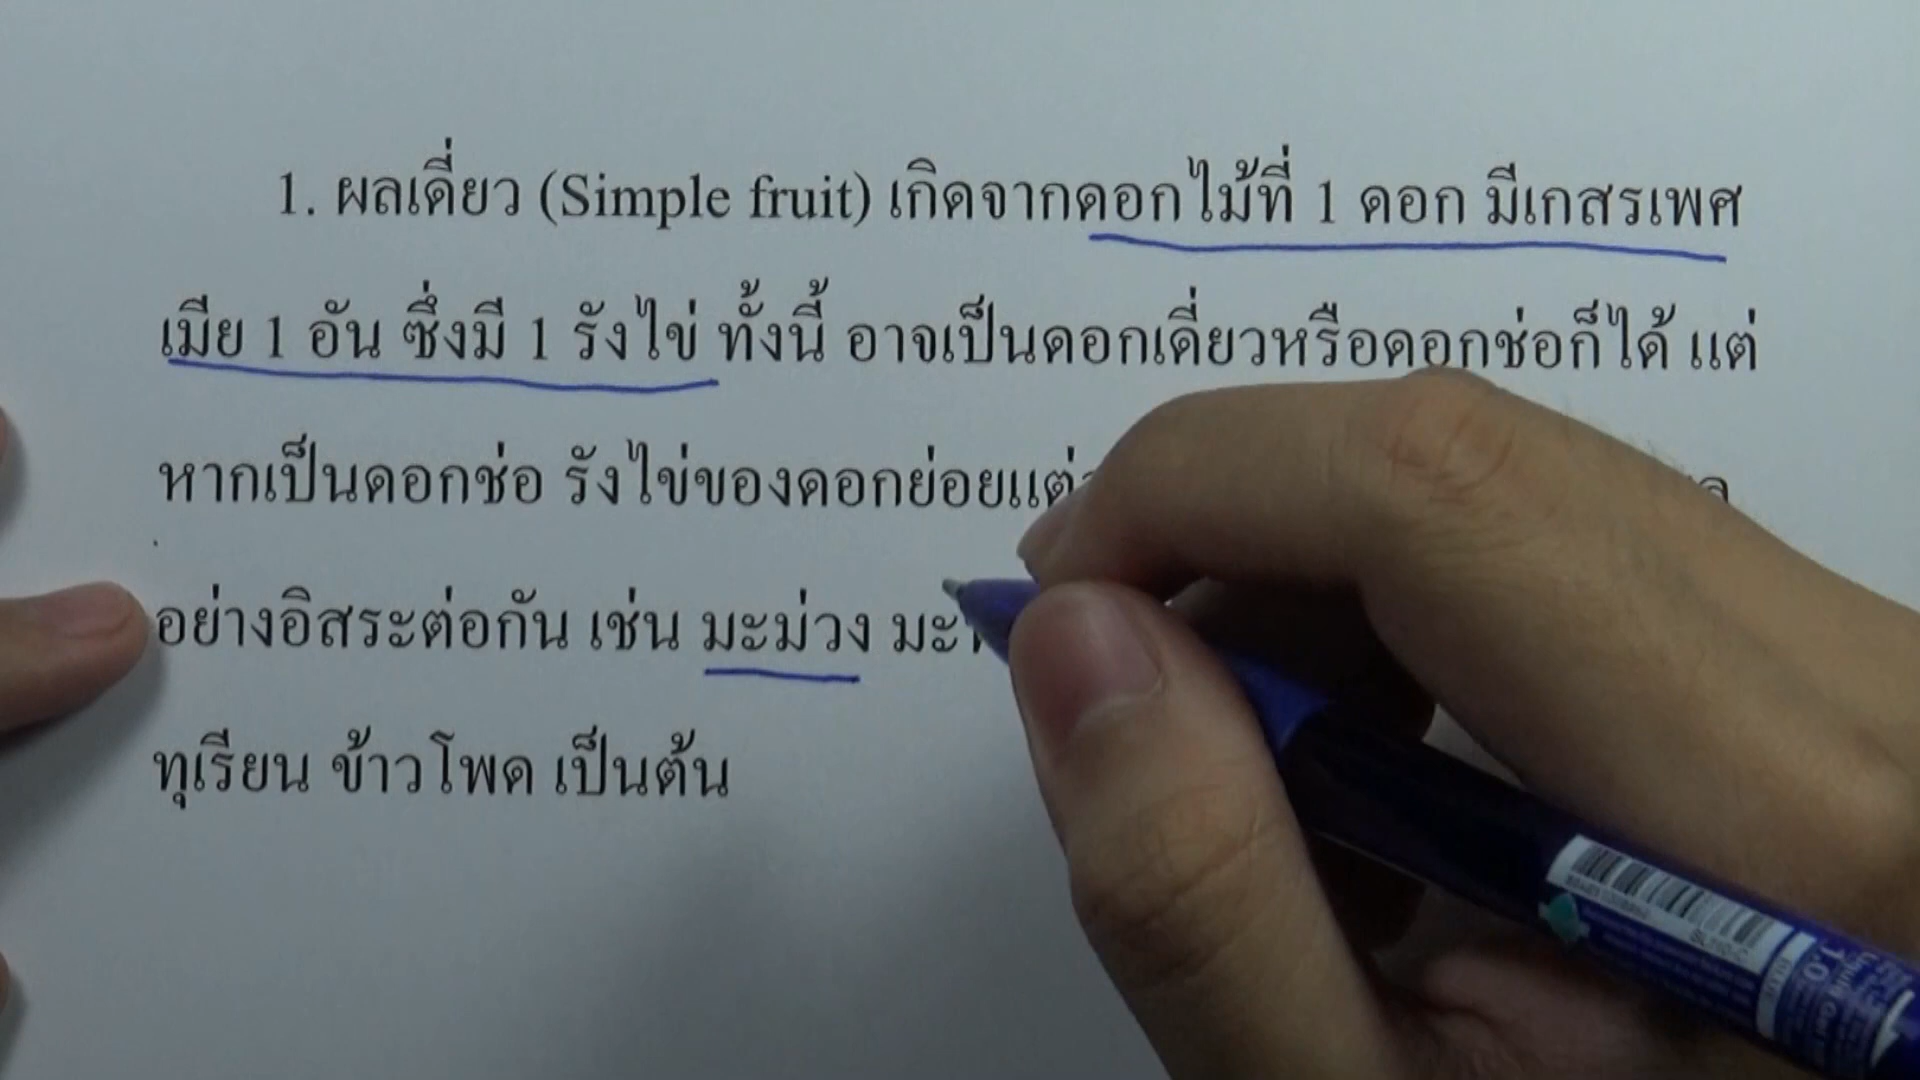 1. ผลเดี่ยว (Simple fruit) เกิดจากดอกไม้ที่ 1 ดอก มีเกสรเพศ
เมีย 1 อัน ซึ่งมี 1 รังไข่ ทั้งนี้ อาจเป็นดอกเดี่ยวหรือดอกช่อก็ได้ แต่
หากเป็นดอกช่อ รังไข่ของดอกย่อย
อย่างอิสระต่อกัน เช่น มะม่วง
ทุเรียน ข้าวโพด เป็นต้น
1.0